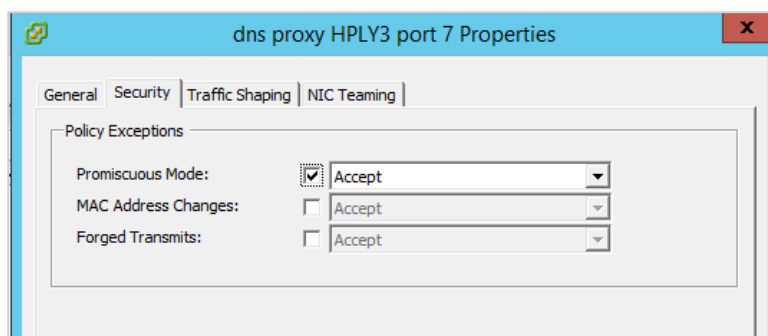 dns proxy HPLY3 port 7 Properties
x
General Security Traffic Shaping NIC Teaming
Policy Exceptions
Promiscuous Mode: Accept
MAC Address Changes: Accept
Forged Transmits: Accept